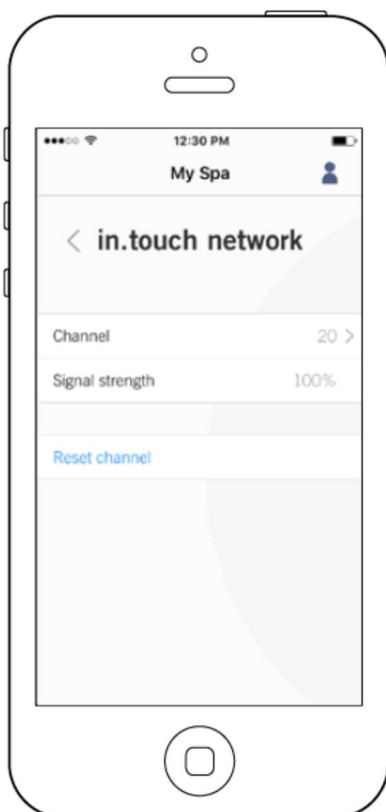 12:30 PM
My Spa
< in.touch network
Channel 20 >
Signal strength 100%
Reset channel